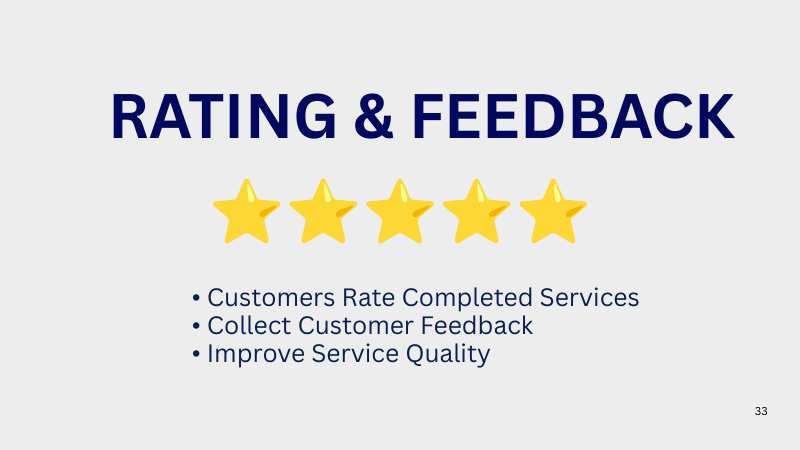 RATING & FEEDBACK
• Customers Rate Completed Services
• Collect Customer Feedback
• Improve Service Quality
33